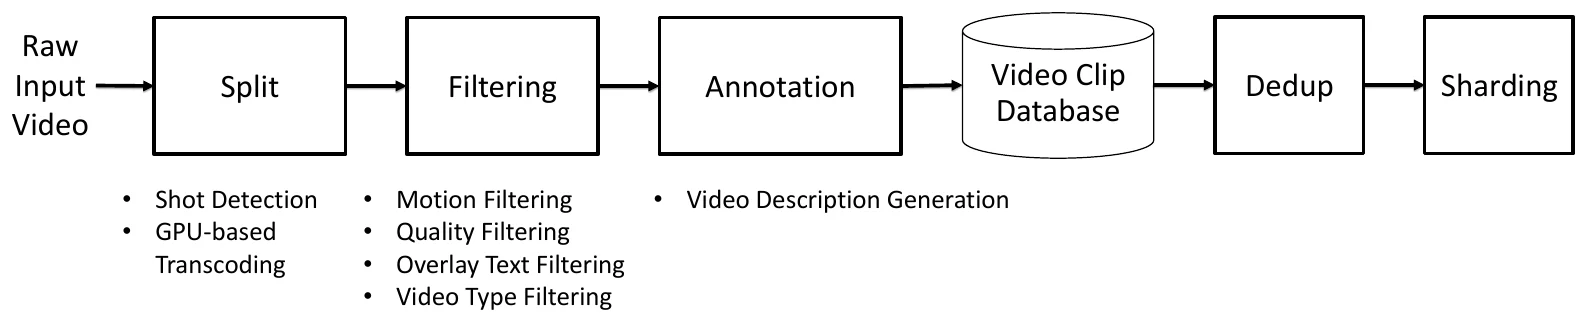 Raw
Input
Video
Split
Filtering
Annotation
Video Clip
Database
Dedup
Sharding
• Shot Detection
• GPU-based
Transcoding
• Motion Filtering
• Quality Filtering
• Overlay Text Filtering
• Video Type Filtering
• Video Description Generation